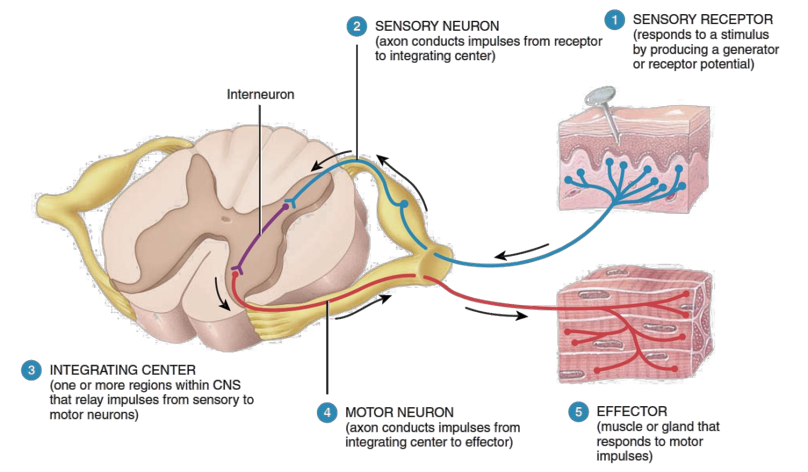 1 SENSORY RECEPTOR
(responds to a stimulus
by producing a generator
or receptor potential)
2 SENSORY NEURON
(axon conducts impulses from receptor
to integrating center)
Interneuron
3 INTEGRATING CENTER
(one or more regions within CNS
that relay impulses from sensory to
motor neurons)
4 MOTOR NEURON
(axon conducts impulses from
integrating center to effector)
5 EFFECTOR
(muscle or gland that
responds to motor
impulses)